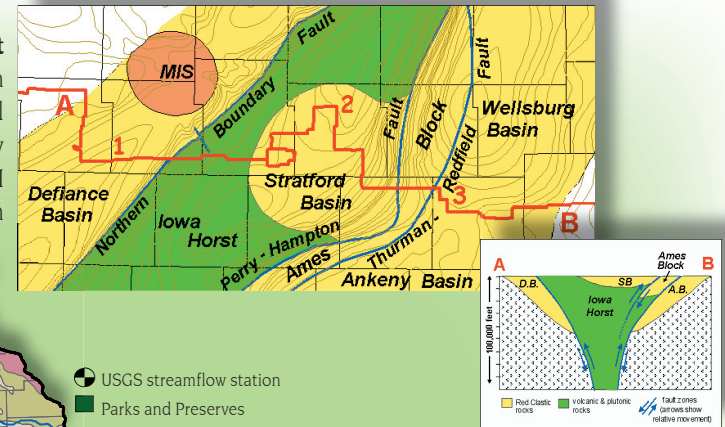 t
n
l
y
l
n
MIS
A
1
Boundary
Fault
2
Fault
Block
Fault
Redfield
Wellsburg
Basin
3
B
Defiance
Basin
Northern
Iowa
Horst
Stratford
Basin
Perry - Hampton
Ames
Thurman -
Ankeny Basin
Ames
Block
A
B
D.B.
SB
A.B.
Iowa
Horst
100,000 feet
Red Clastic
rocks
volcanic & plutonic
rocks
fault zones
(arrows show
relative movement)
USGS streamflow station
Parks and Preserves